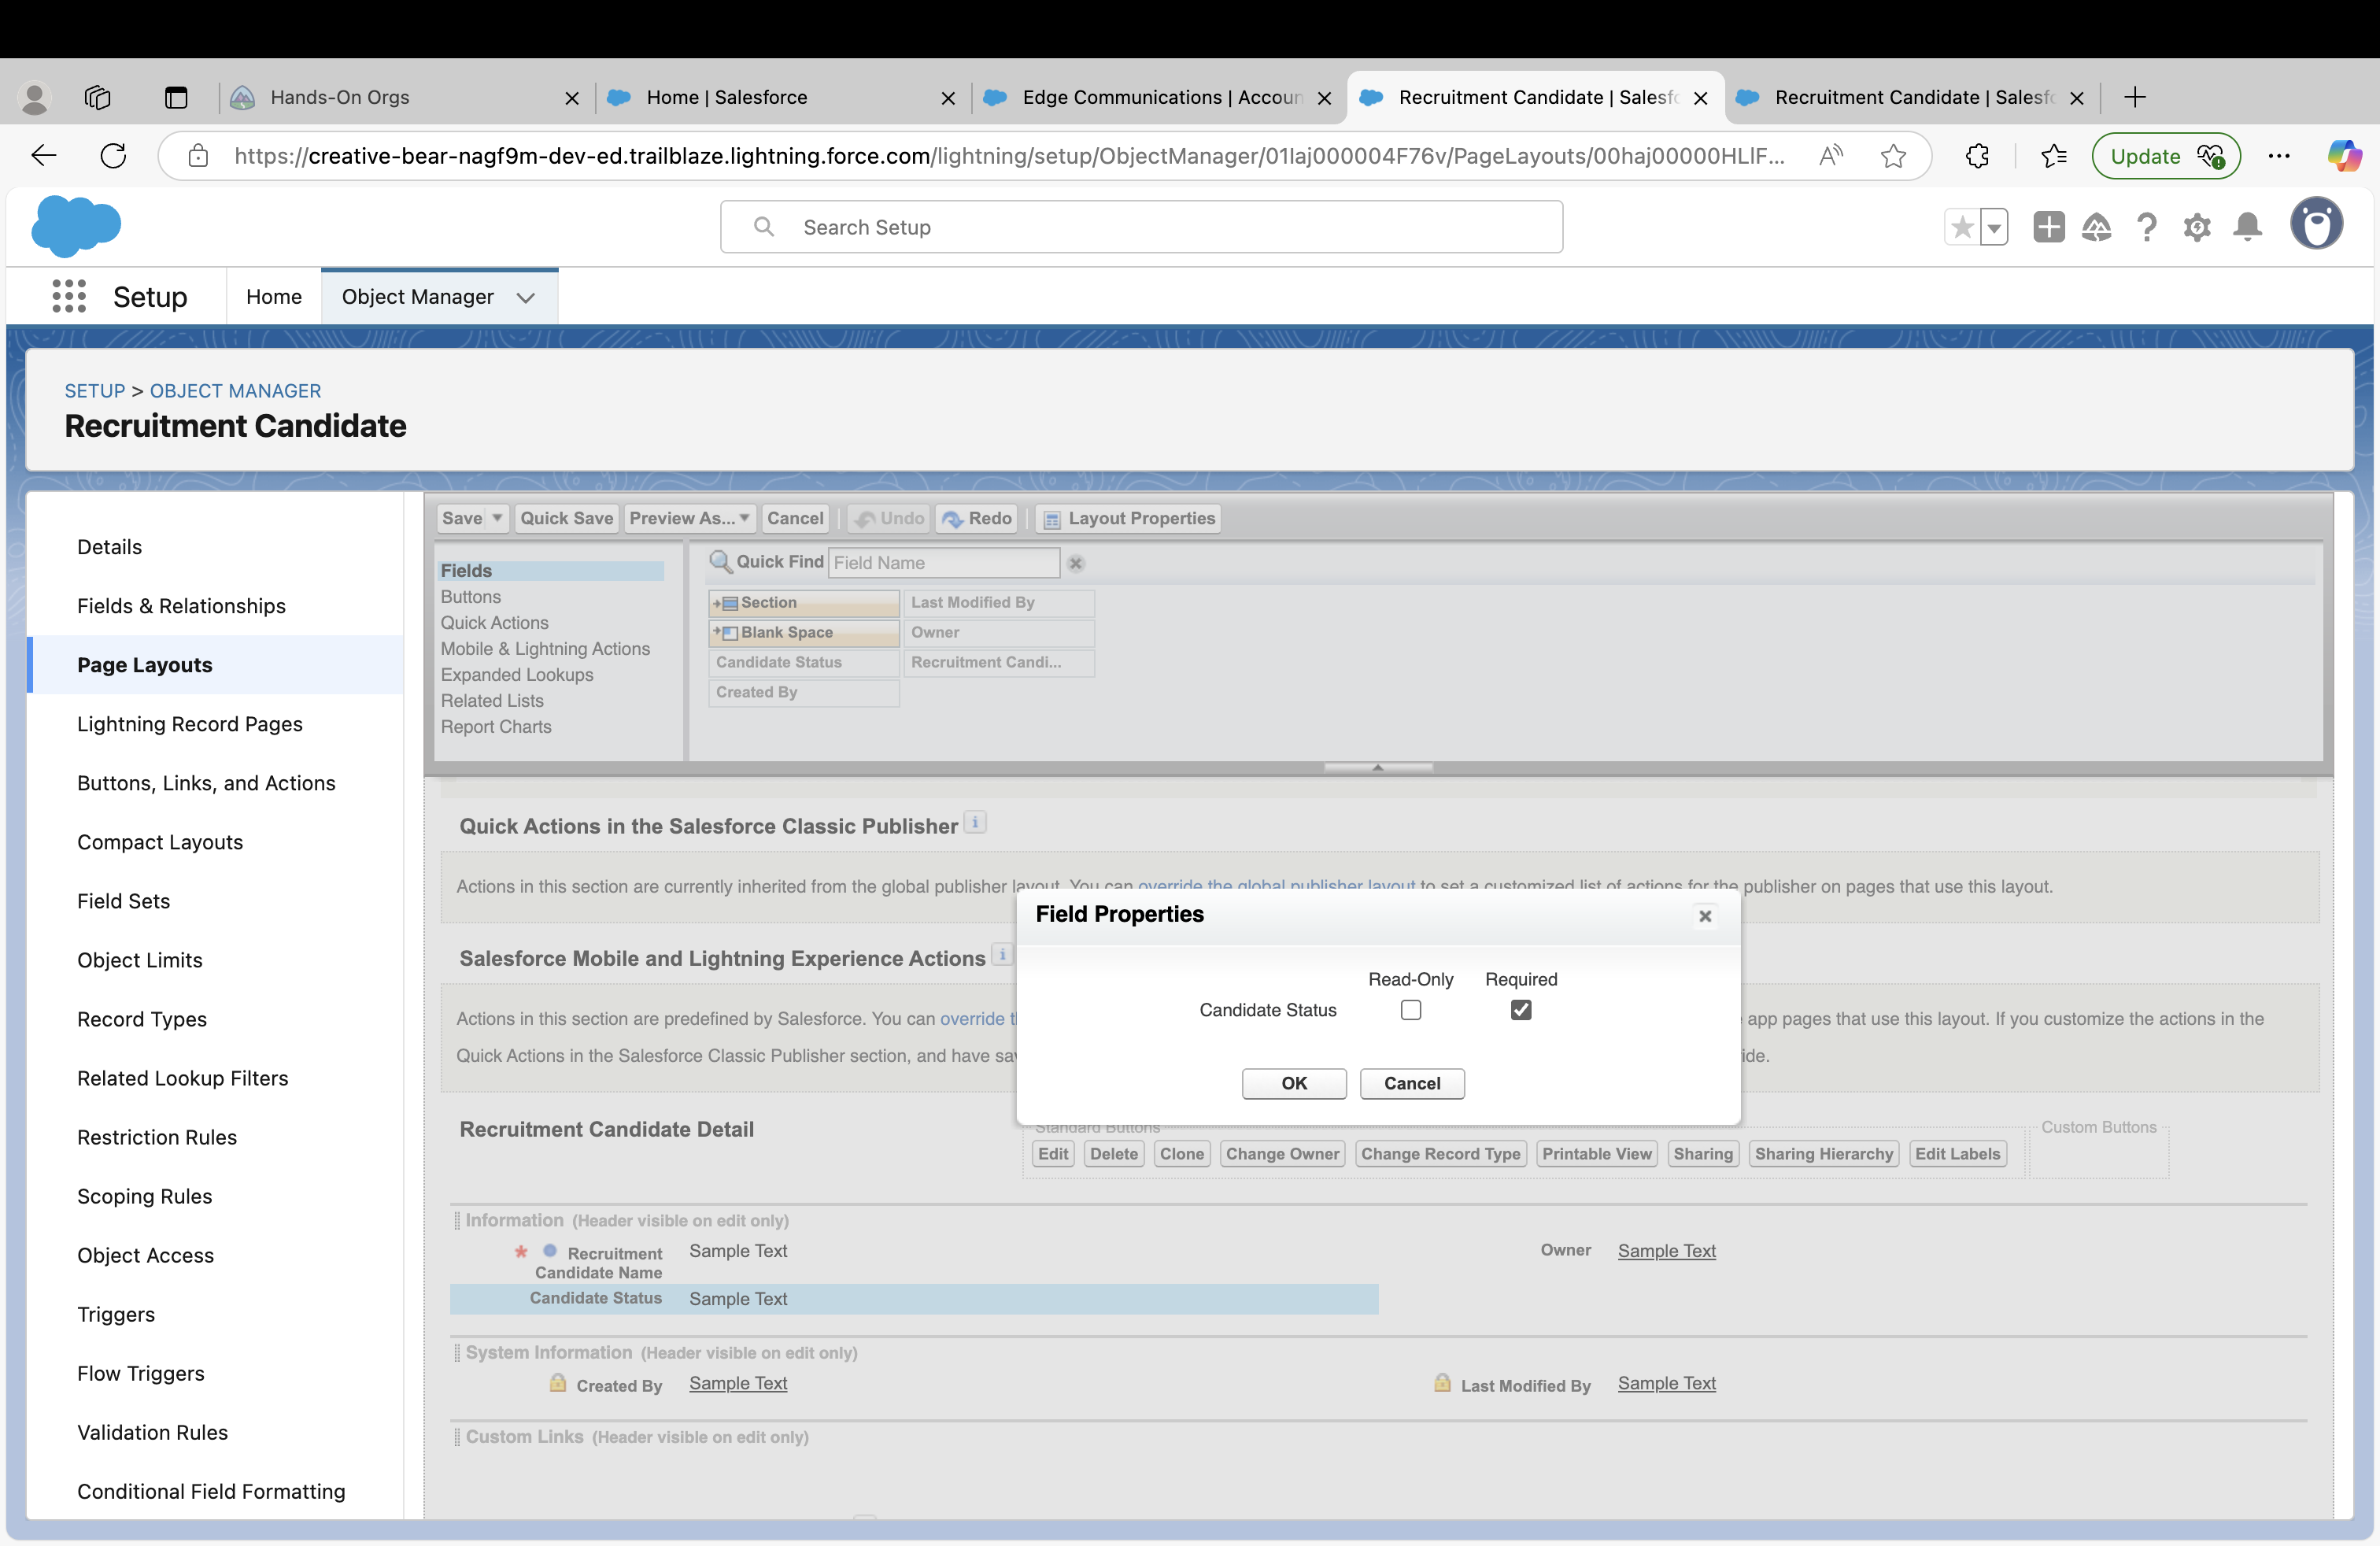 Hands-On Orgs
Home | Salesforce
Edge Communications | Accoun
Recruitment Candidate | Salesfo
Recruitment Candidate | Salesfo
https://creative-bear-nagf9m-dev-ed.trailblaze.lightning.force.com/lightning/setup/ObjectManager/01Iaj000004F76v/PageLayouts/00haj00000HLIF...
Update
Search Setup
Setup
Home
Object Manager
SETUP > OBJECT MANAGER
Recruitment Candidate
Details
Fields & Relationships
Page Layouts
Lightning Record Pages
Buttons, Links, and Actions
Compact Layouts
Field Sets
Object Limits
Record Types
Related Lookup Filters
Restriction Rules
Scoping Rules
Object Access
Triggers
Flow Triggers
Validation Rules
Conditional Field Formatting
Save Quick Save Preview As... Cancel Undo Redo Layout Properties
Fields
Buttons
Quick Actions
Mobile & Lightning Actions
Expanded Lookups
Related Lists
Report Charts
Quick Find Field Name
Section Last Modified By
Blank Space Owner
Candidate Status Recruitment Candi...
Created By
Quick Actions in the Salesforce Classic Publisher
Actions in this section are currently inherited from the global publisher layout. You can override the global publisher layout to set a customized list of actions for the publisher on pages that use this layout.
Salesforce Mobile and Lightning Experience Actions
Actions in this section are predefined by Salesforce. You can override app pages that use this layout. If you customize the actions in the
Quick Actions in the Salesforce Classic Publisher section, and have
Field Properties
Read-Only Required
Candidate Status
OK Cancel
Recruitment Candidate Detail
Standard Buttons
Edit Delete Clone Change Owner Change Record Type Printable View Sharing Sharing Hierarchy Edit Labels
Custom Buttons
Information (Header visible on edit only)
* Recruitment Candidate Name Sample Text
Owner Sample Text
Candidate Status Sample Text
System Information (Header visible on edit only)
Created By Sample Text
Last Modified By Sample Text
Custom Links (Header visible on edit only)